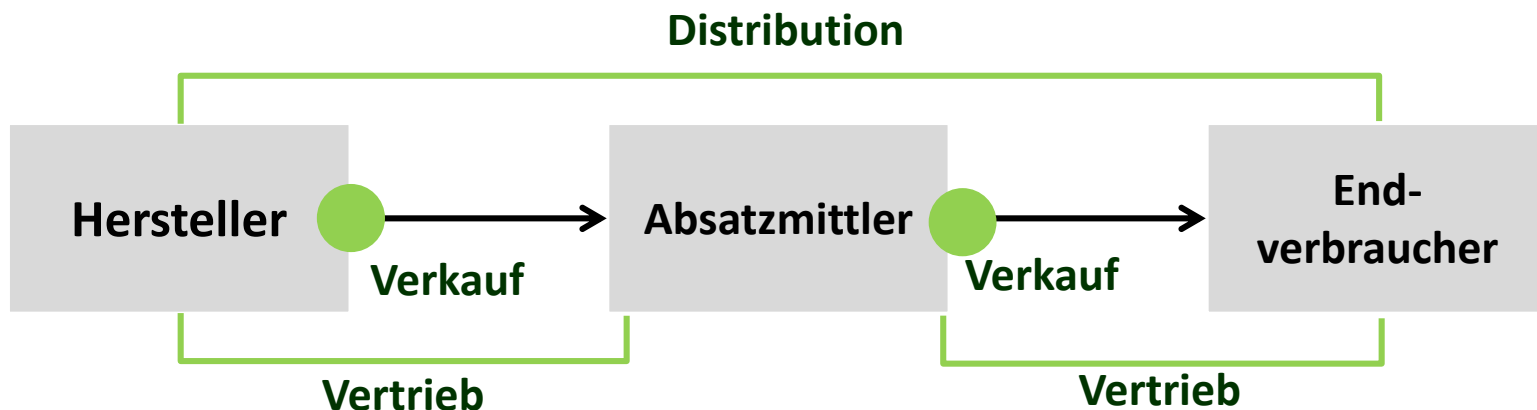 Distribution
Hersteller
Verkauf
Absatzmittler
Verkauf
End-
verbraucher
Vertrieb
Vertrieb